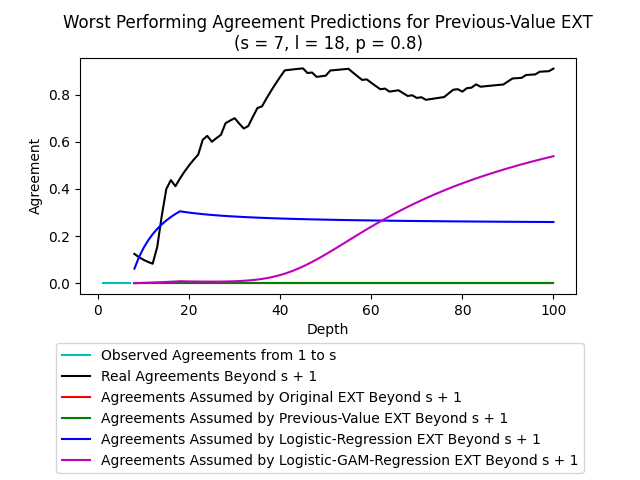 Worst Performing Agreement Predictions for Previous-Value EXT
(s = 7, l = 18, p = 0.8)
Agreement
0.8
0.6
0.4
0.2
0.0
0
20
40
60
80
100
Depth
Observed Agreements from 1 to s
Real Agreements Beyond s + 1
Agreements Assumed by Original EXT Beyond s + 1
Agreements Assumed by Previous-Value EXT Beyond s + 1
Agreements Assumed by Logistic-Regression EXT Beyond s + 1
Agreements Assumed by Logistic-GAM-Regression EXT Beyond s + 1